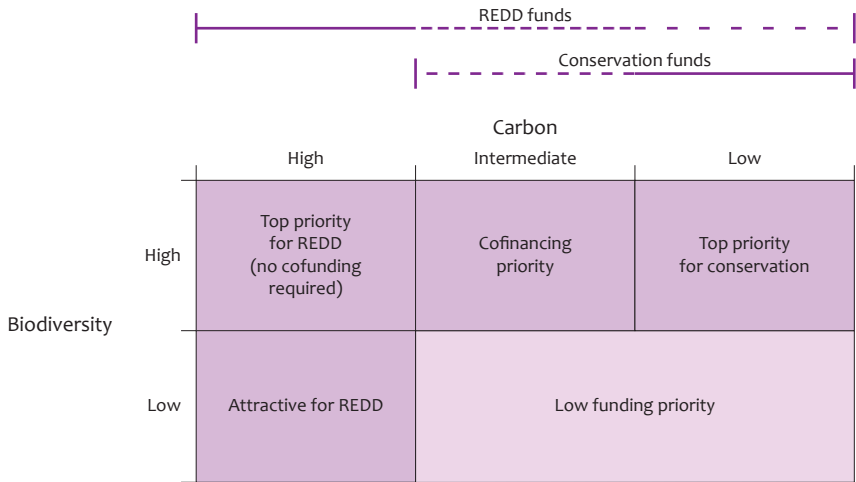 REDD funds
Conservation funds
Carbon
High
Intermediate
Low
Top priority
for REDD
(no cofunding
required)
Cofinancing
priority
Top priority
for conservation
High
Biodiversity
Low
Attractive for REDD
Low funding priority